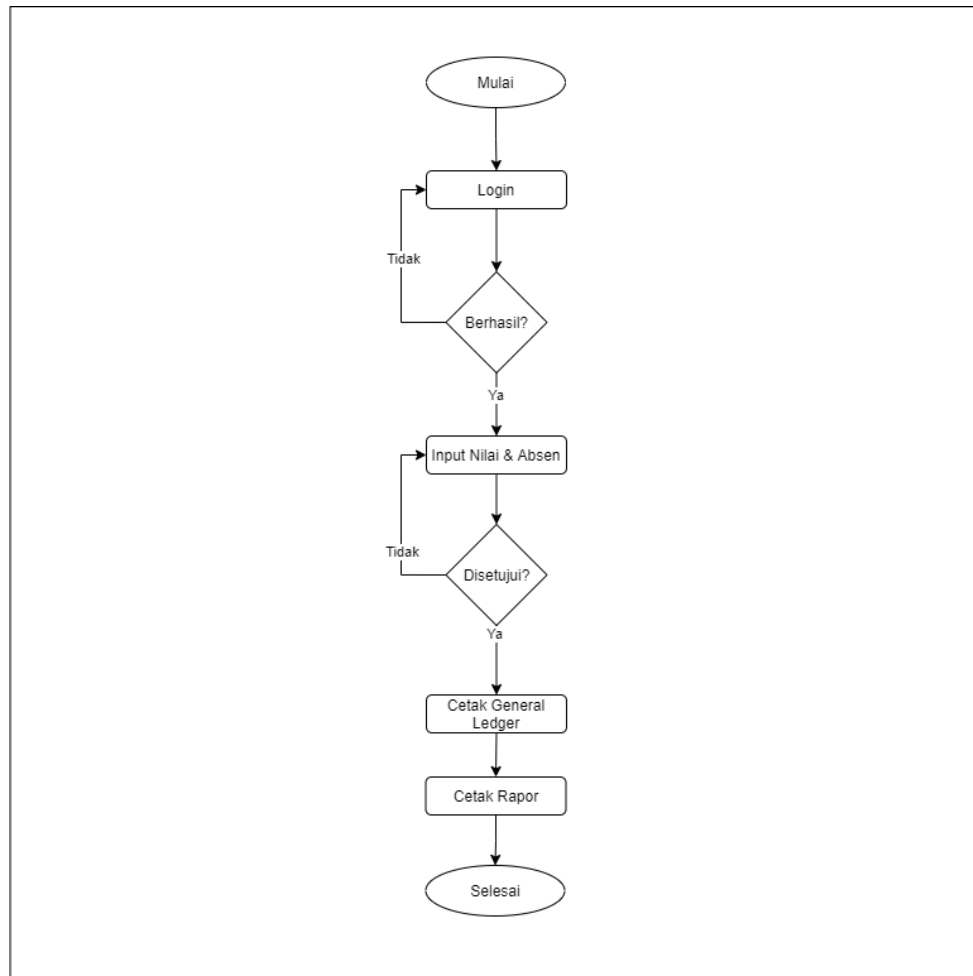 Mulai
Login
Tidak
Berhasil?
Ya
Input Nilai & Absen
Tidak
Disetujui?
Ya
Cetak General
Ledger
Cetak Rapor
Selesai